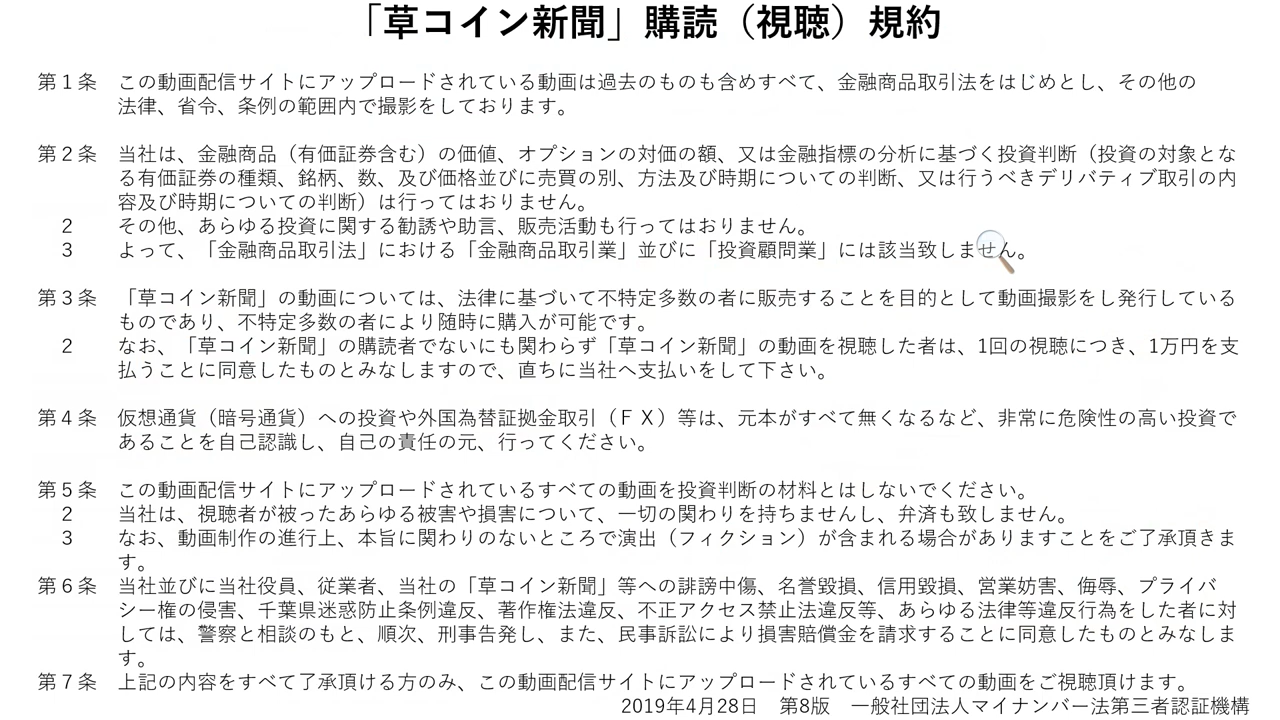 「草コイン新聞」購読（視聴）規約
第１条　この動画配信サイトにアップロードされている動画は過去のものも含めすべて、金融商品取引法をはじめとし、その他の
法律、省令、条例の範囲内で撮影をしております。
第２条　当社は、金融商品（有価証券含む）の価値、オプションの対価の額、又は金融指標の分析に基づく投資判断（投資の対象とな
る有価証券の種類、銘柄、数、及び価格並びに売買の別、方法及び時期についての判断、又は行うべきデリバティブ取引の内
容及び時期についての判断）は行ってはおりません。
2　その他、あらゆる投資に関する勧誘や助言、販売活動も行ってはおりません。
3　よって、「金融商品取引法」における「金融商品取引業」並びに「投資顧問業」には該当致しません。
第３条　「草コイン新聞」の動画については、法律に基づいて不特定多数の者に販売することを目的として動画撮影をし発行している
ものであり、不特定多数の者により随時に購入が可能です。
2　なお、「草コイン新聞」の購読者でないにも関わらず「草コイン新聞」の動画を視聴した者は、1回の視聴につき、1万円を支
払うことに同意したものとみなしますので、直ちに当社へ支払いをして下さい。
第４条　仮想通貨（暗号通貨）への投資や外国為替証拠金取引（ＦＸ）等は、元本がすべて無くなるなど、非常に危険性の高い投資で
あることを自己認識し、自己の責任の元、行ってください。
第５条　この動画配信サイトにアップロードされているすべての動画を投資判断の材料とはしないでください。
2　当社は、視聴者が被ったあらゆる被害や損害について、一切の関わりを持ちませんし、弁済も致しません。
3　なお、動画制作の進行上、本旨に関わりのないところで演出（フィクション）が含まれる場合がありますことをご了承頂きま
す。
第６条　当社並びに当社役員、従業者、当社の「草コイン新聞」等への誹謗中傷、名誉毀損、信用毀損、営業妨害、侮辱、プライバ
シー権の侵害、千葉県迷惑防止条例違反、著作権法違反、不正アクセス禁止法違反等、あらゆる法律等違反行為をした者に対
しては、警察と相談のもと、順次、刑事告発し、また、民事訴訟により損害賠償金を請求することに同意したものとみなしま
す。
第７条　上記の内容をすべて了承頂ける方のみ、この動画配信サイトにアップロードされているすべての動画をご視聴頂けます。
2019年4月28日　第8版　一般社団法人マイナンバー法第三者認証機構